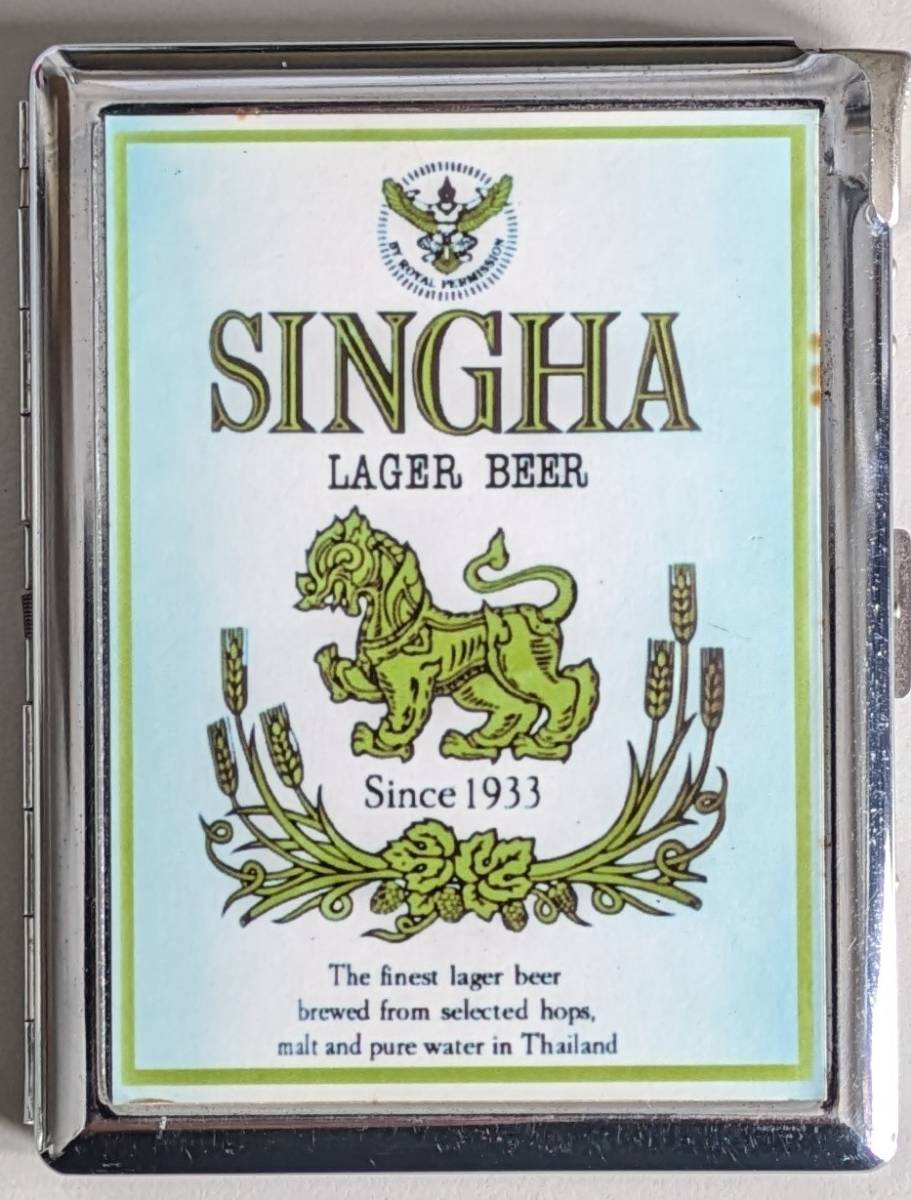 BY ROYAL PERMISSION
SINGHA
LAGER BEER
Since 1933
The finest lager beer
brewed from selected hops,
malt and pure water in Thailand